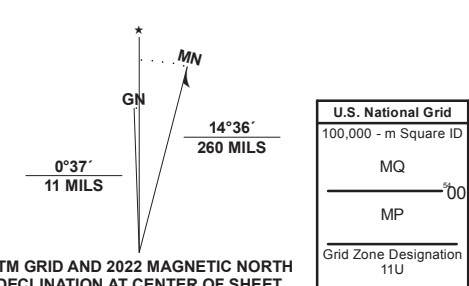 ★
MN
GN
14°36´
260 MILS
0°37´
11 MILS
TM GRID AND 2022 MAGNETIC NORTH
DECLINATION AT CENTER OF SHEET
U.S. National Grid
100,000 - m Square ID
MQ
5400
MP
Grid Zone Designation
11U